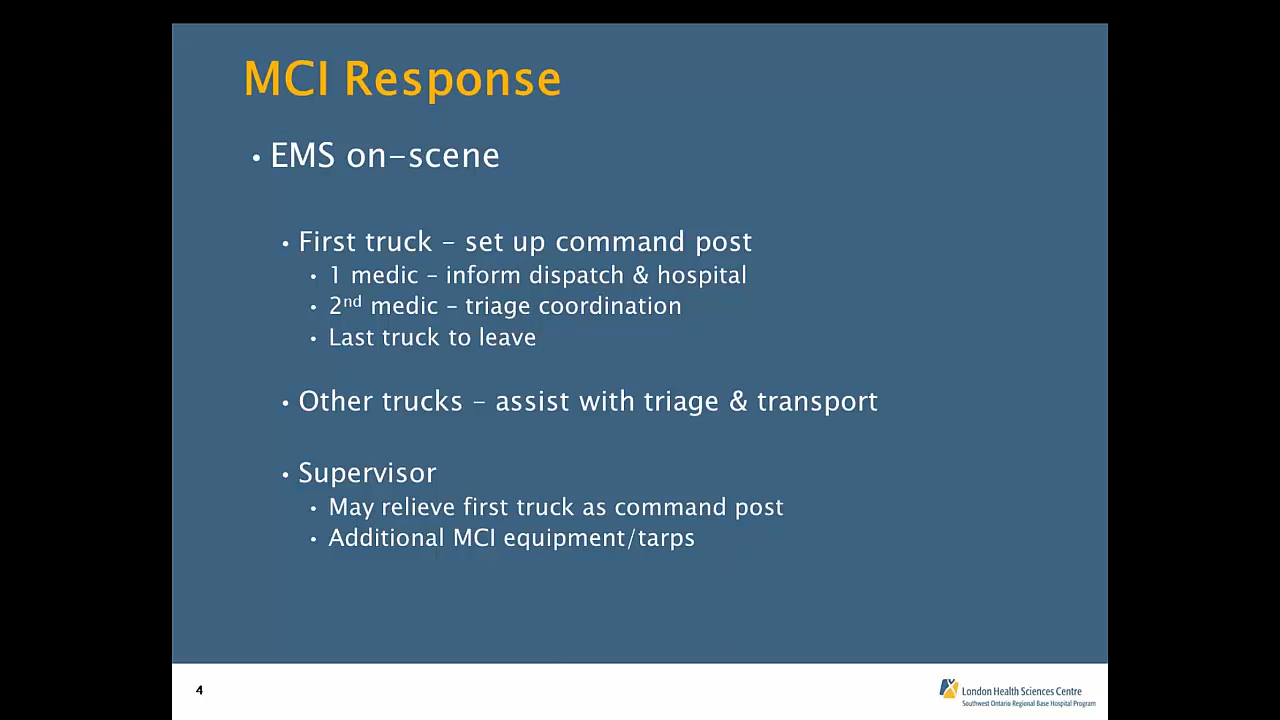 MCI Response
• EMS on-scene
• First truck – set up command post
• 1 medic – inform dispatch & hospital
• 2nd medic – triage coordination
• Last truck to leave
• Other trucks – assist with triage & transport
• Supervisor
• May relieve first truck as command post
• Additional MCI equipment/tarps
4
London Health Sciences Centre
Southwest Ontario Regional Base Hospital Program